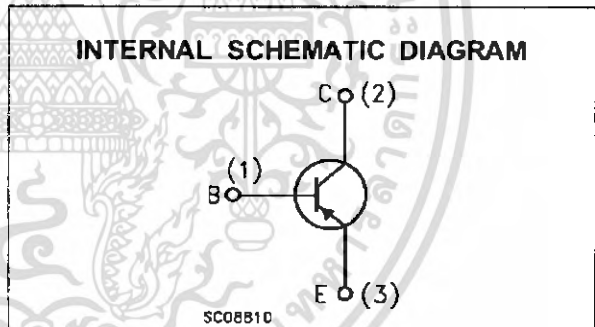 INTERNAL SCHEMATIC DIAGRAM
C (2)
(1)
B
E (3)
SC08810